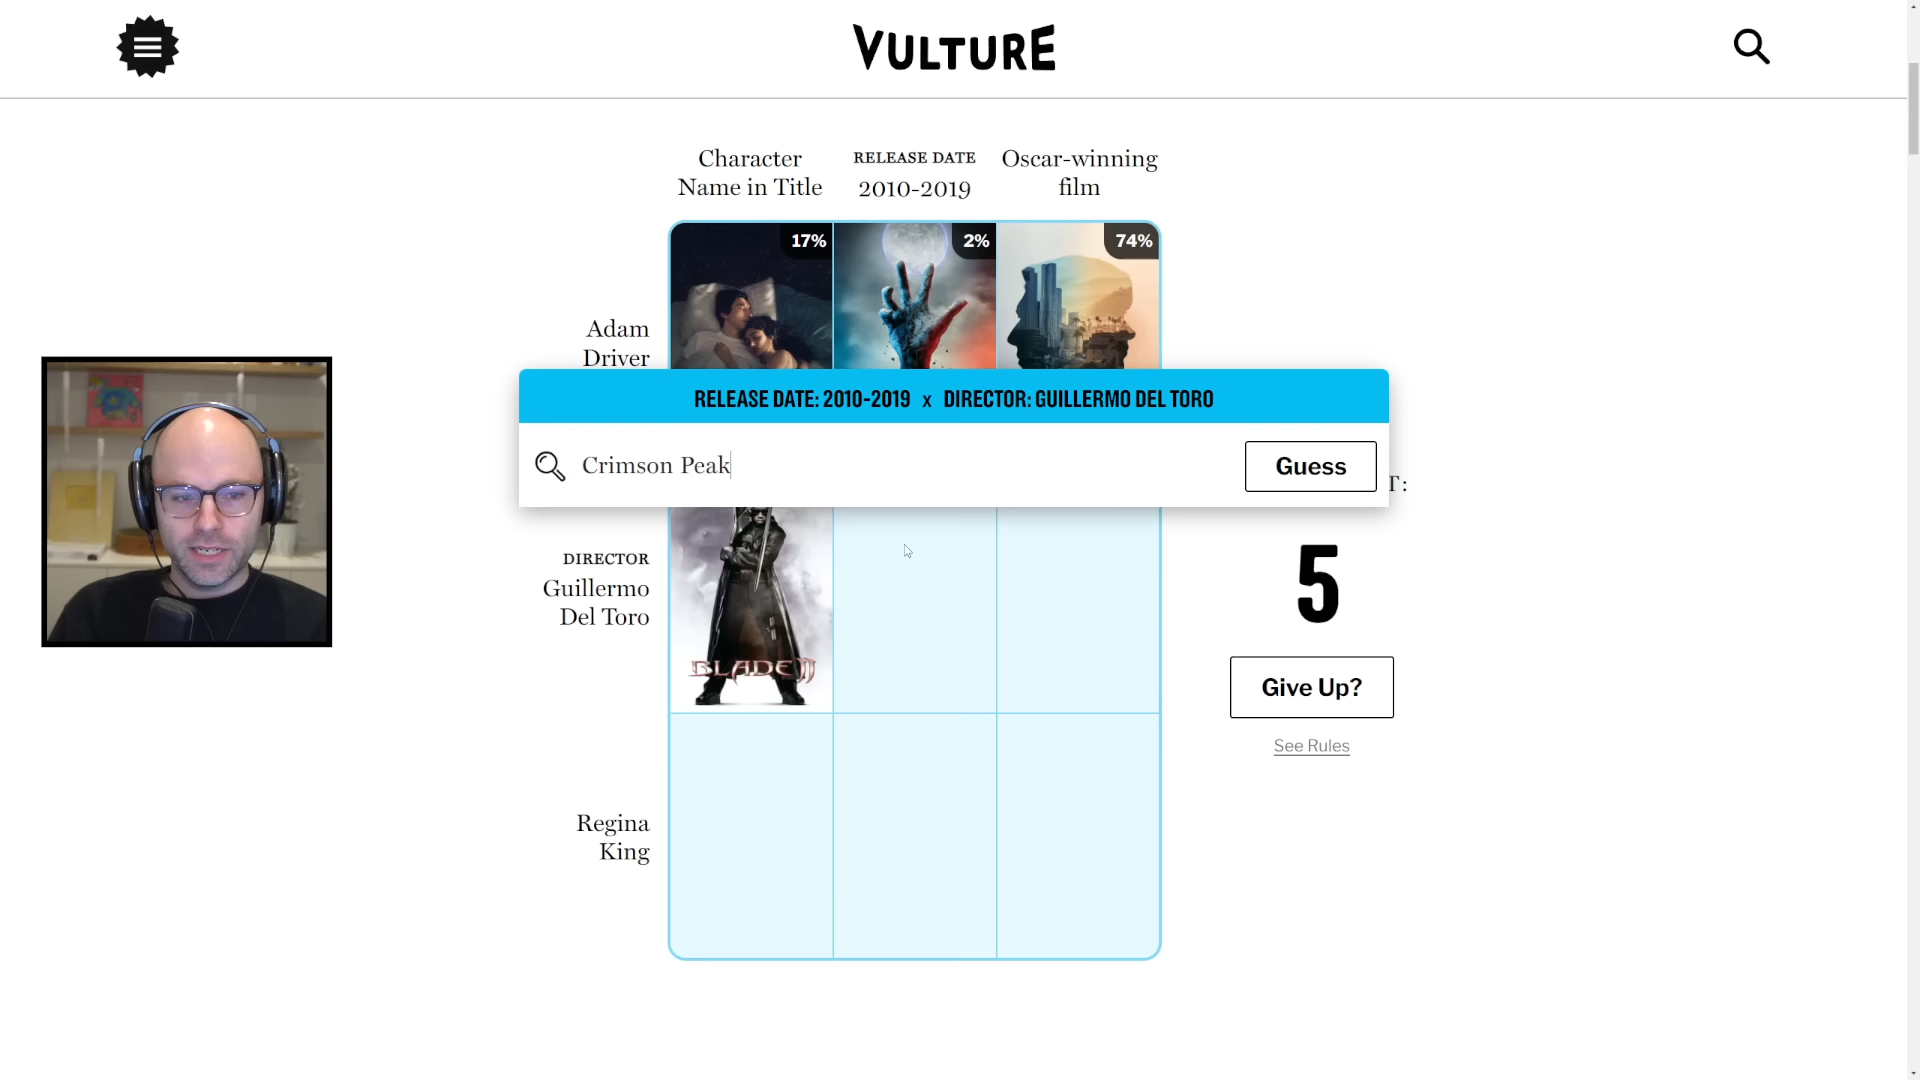 VULTURE
Character
Name in Title
RELEASE DATE
2010-2019
Oscar-winning
film
17%
2%
74%
Adam
Driver
RELEASE DATE: 2010-2019 x DIRECTOR: GUILLERMO DEL TORO
Crimson Peak
Guess
T:
DIRECTOR
Guillermo
Del Toro
BLADE II
5
Give Up?
See Rules
Regina
King